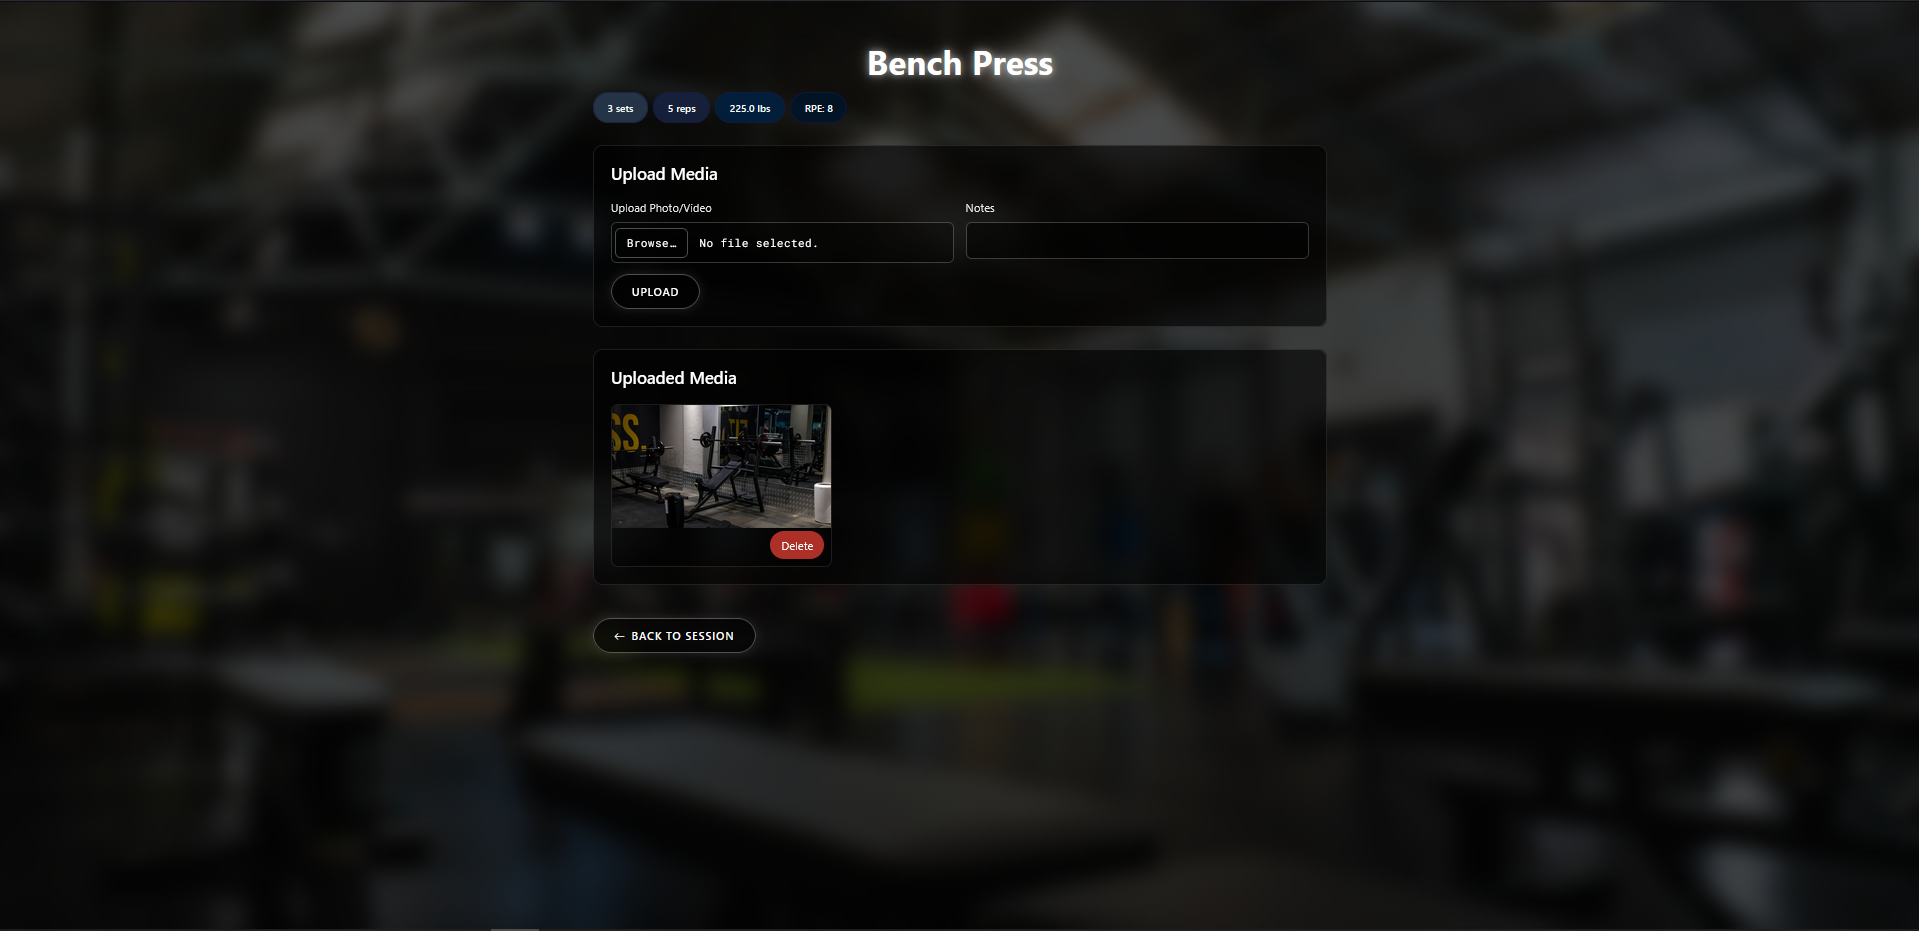 Bench Press
3 sets 5 reps 225.0 lbs RPE: 8
Upload Media
Upload Photo/Video Notes
Browse… No file selected.
UPLOAD
Uploaded Media
SS.
Delete
← BACK TO SESSION